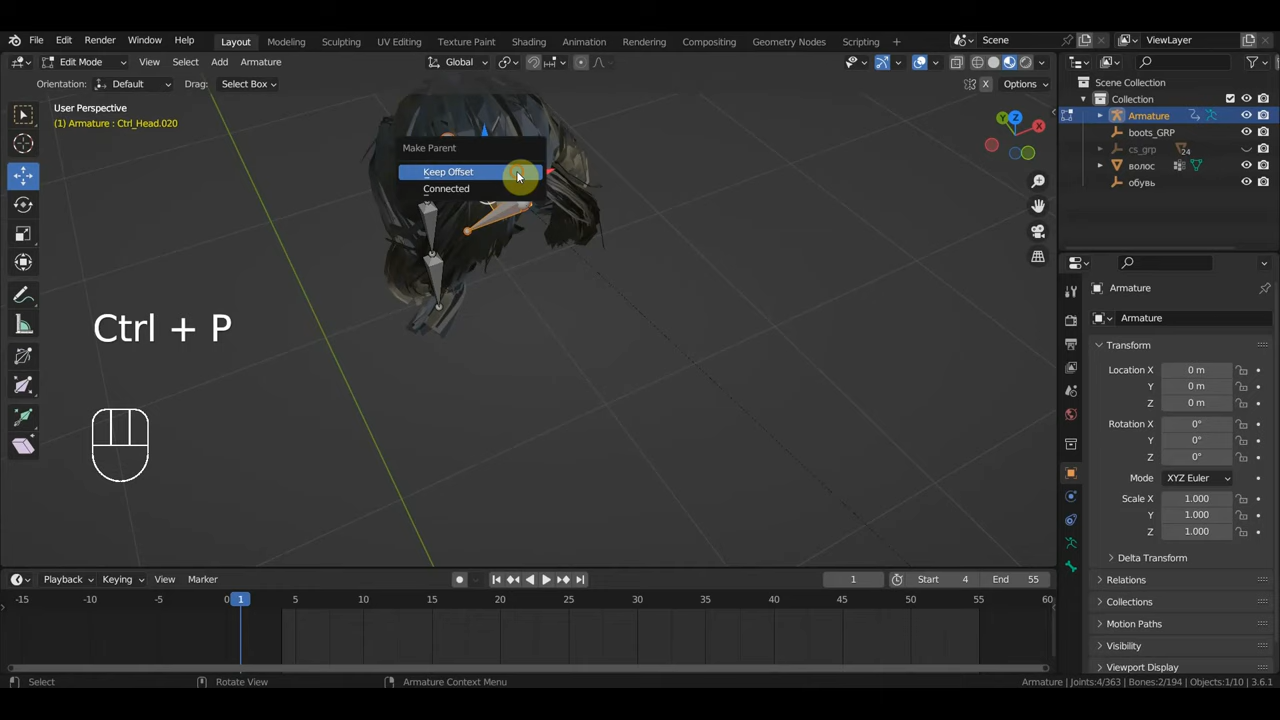 File Edit Render Window Help Layout Modeling Sculpting UV Editing Texture Paint Shading Animation Rendering Compositing Geometry Nodes Scripting + Scene ViewLayer
Edit Mode View Select Add Armature Global
Orientation: Default Drag: Select Box X Options
User Perspective
(1) Armature : Ctrl_Head.020
Make Parent
Keep Offset
Connected
Ctrl + P
Z
Y
X
Scene Collection
Collection
Armature
boots_GRP
cs_grp 24
волос
обувь
Armature
Armature
Transform
Location X 0 m
Y 0 m
Z 0 m
Rotation X 0°
Y 0°
Z 0°
Mode XYZ Euler
Scale X 1.000
Y 1.000
Z 1.000
Delta Transform
Relations
Collections
Motion Paths
Visibility
Viewport Display
Playback Keying View Marker 1 Start 4 End 55
-15 -10 -5 0 1 5 10 15 20 25 30 35 40 45 50 55 60
Select Rotate View Armature Context Menu Armature | Joints:4/363 | Bones:2/194 | Objects:1/10 | 3.6.1